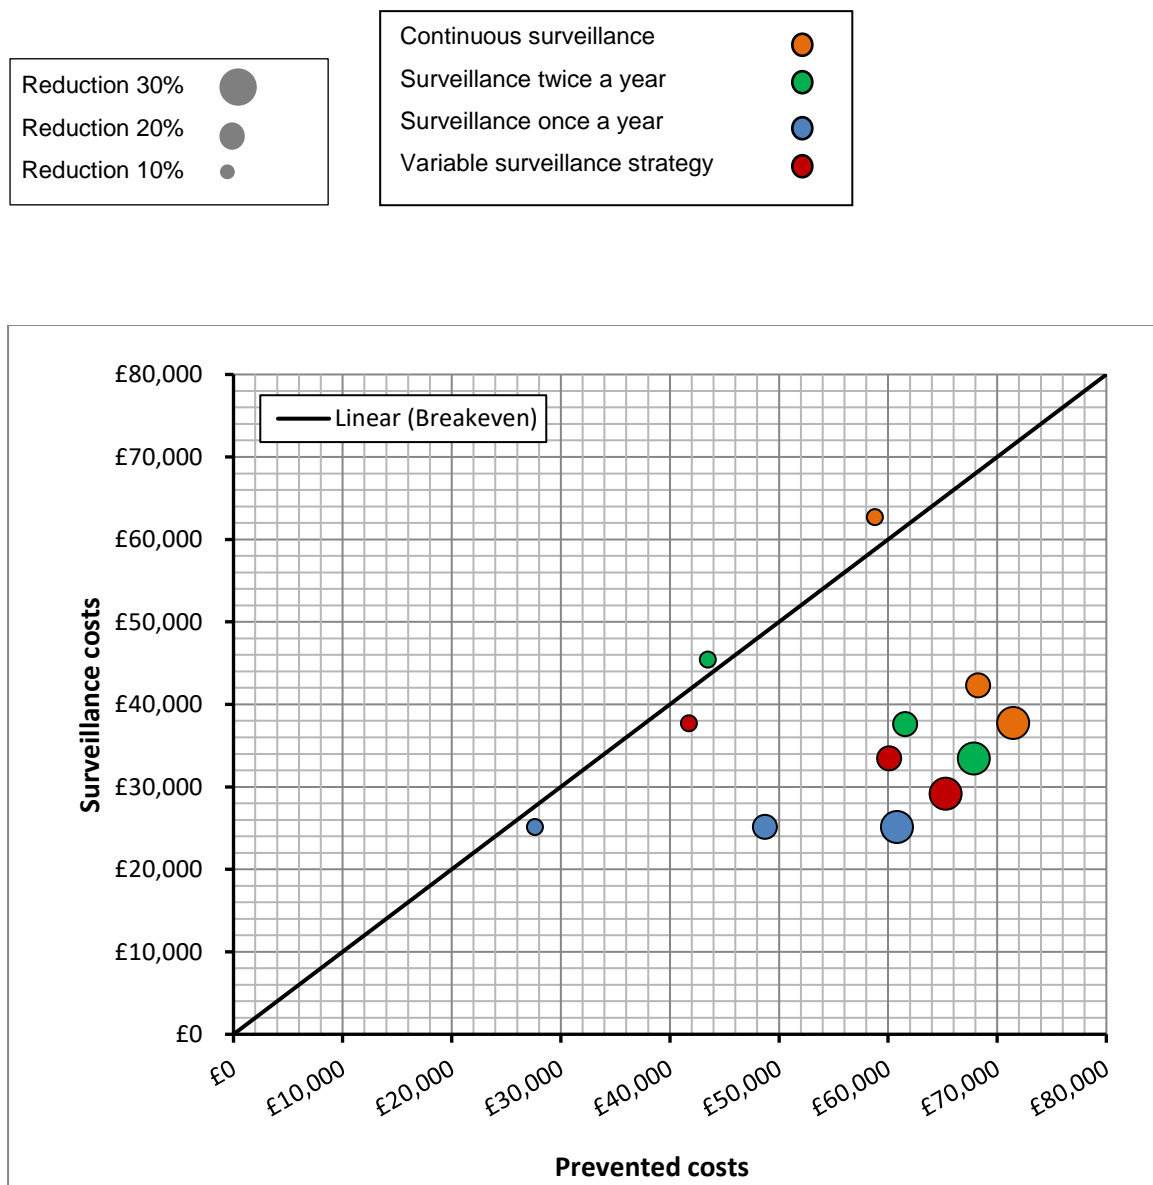 Continuous surveillance
Surveillance twice a year
Surveillance once a year
Variable surveillance strategy
Reduction 30%
Reduction 20%
Reduction 10%
Linear (Breakeven)
£80,000
£70,000
£60,000
£50,000
£40,000
£30,000
£20,000
£10,000
£0
Surveillance costs
£0
£10,000
£20,000
£30,000
£40,000
£50,000
£60,000
£70,000
£80,000
Prevented costs